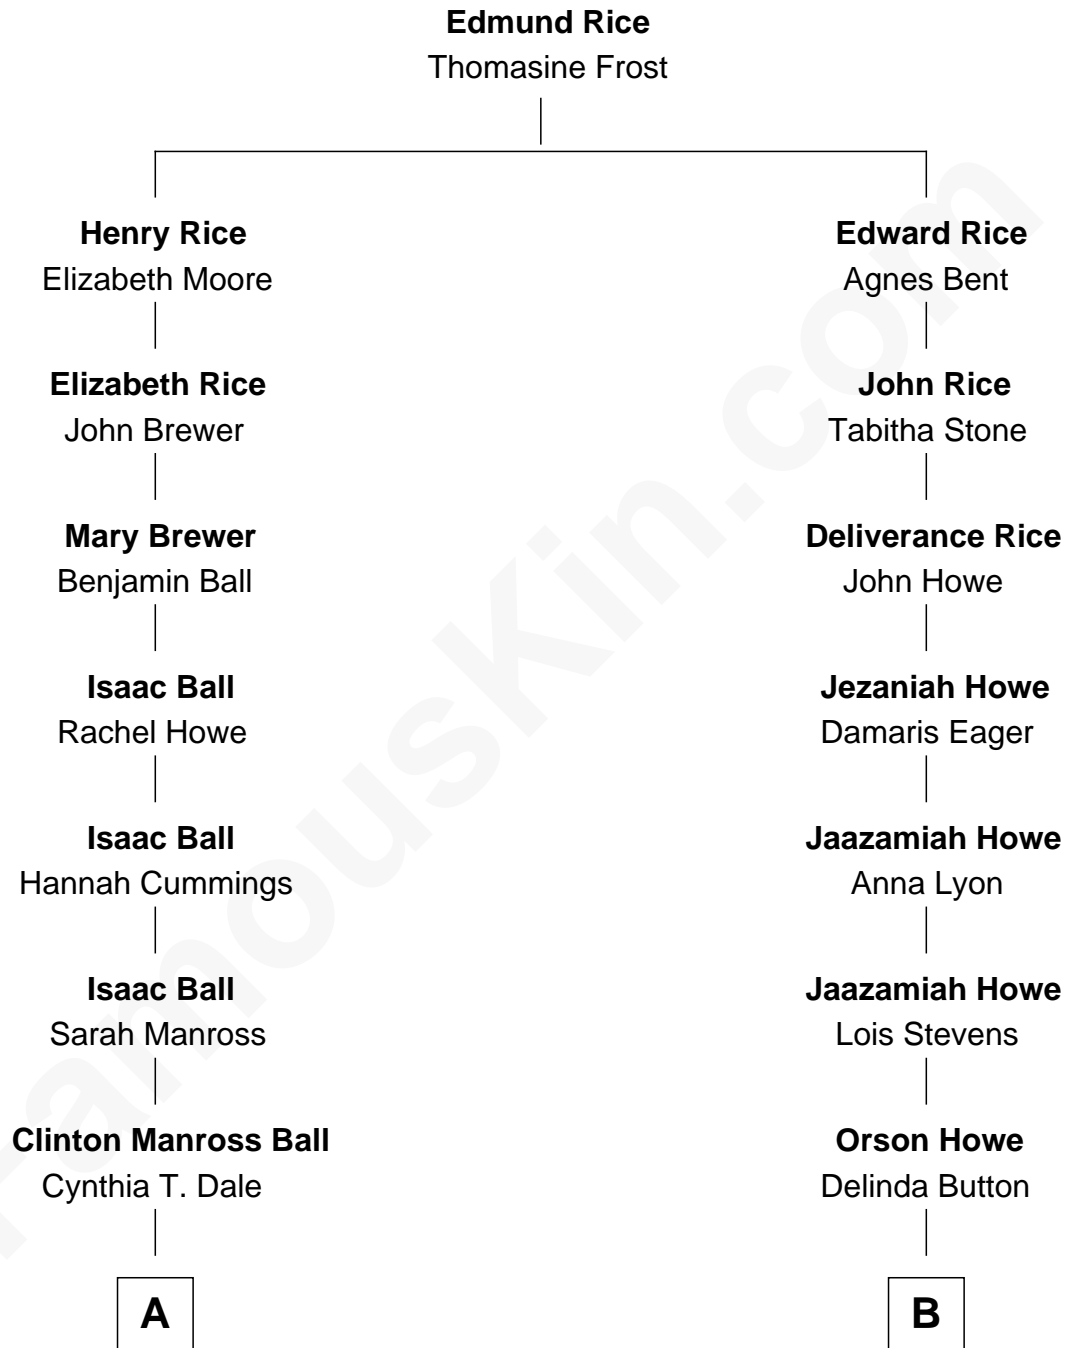 Edmund Rice
Thomasine Frost
Henry Rice
Elizabeth Moore
Edward Rice
Agnes Bent
Elizabeth Rice
John Brewer
John Rice
Tabitha Stone
Mary Brewer
Benjamin Ball
Deliverance Rice
John Howe
Isaac Ball
Rachel Howe
Jezaniah Howe
Damaris Eager
Isaac Ball
Hannah Cummings
Jaazamiah Howe
Anna Lyon
Isaac Ball
Sarah Manross
Jaazamiah Howe
Lois Stevens
Clinton Manross Ball
Cynthia T. Dale
Orson Howe
Delinda Button
A
B
FamousKin.com